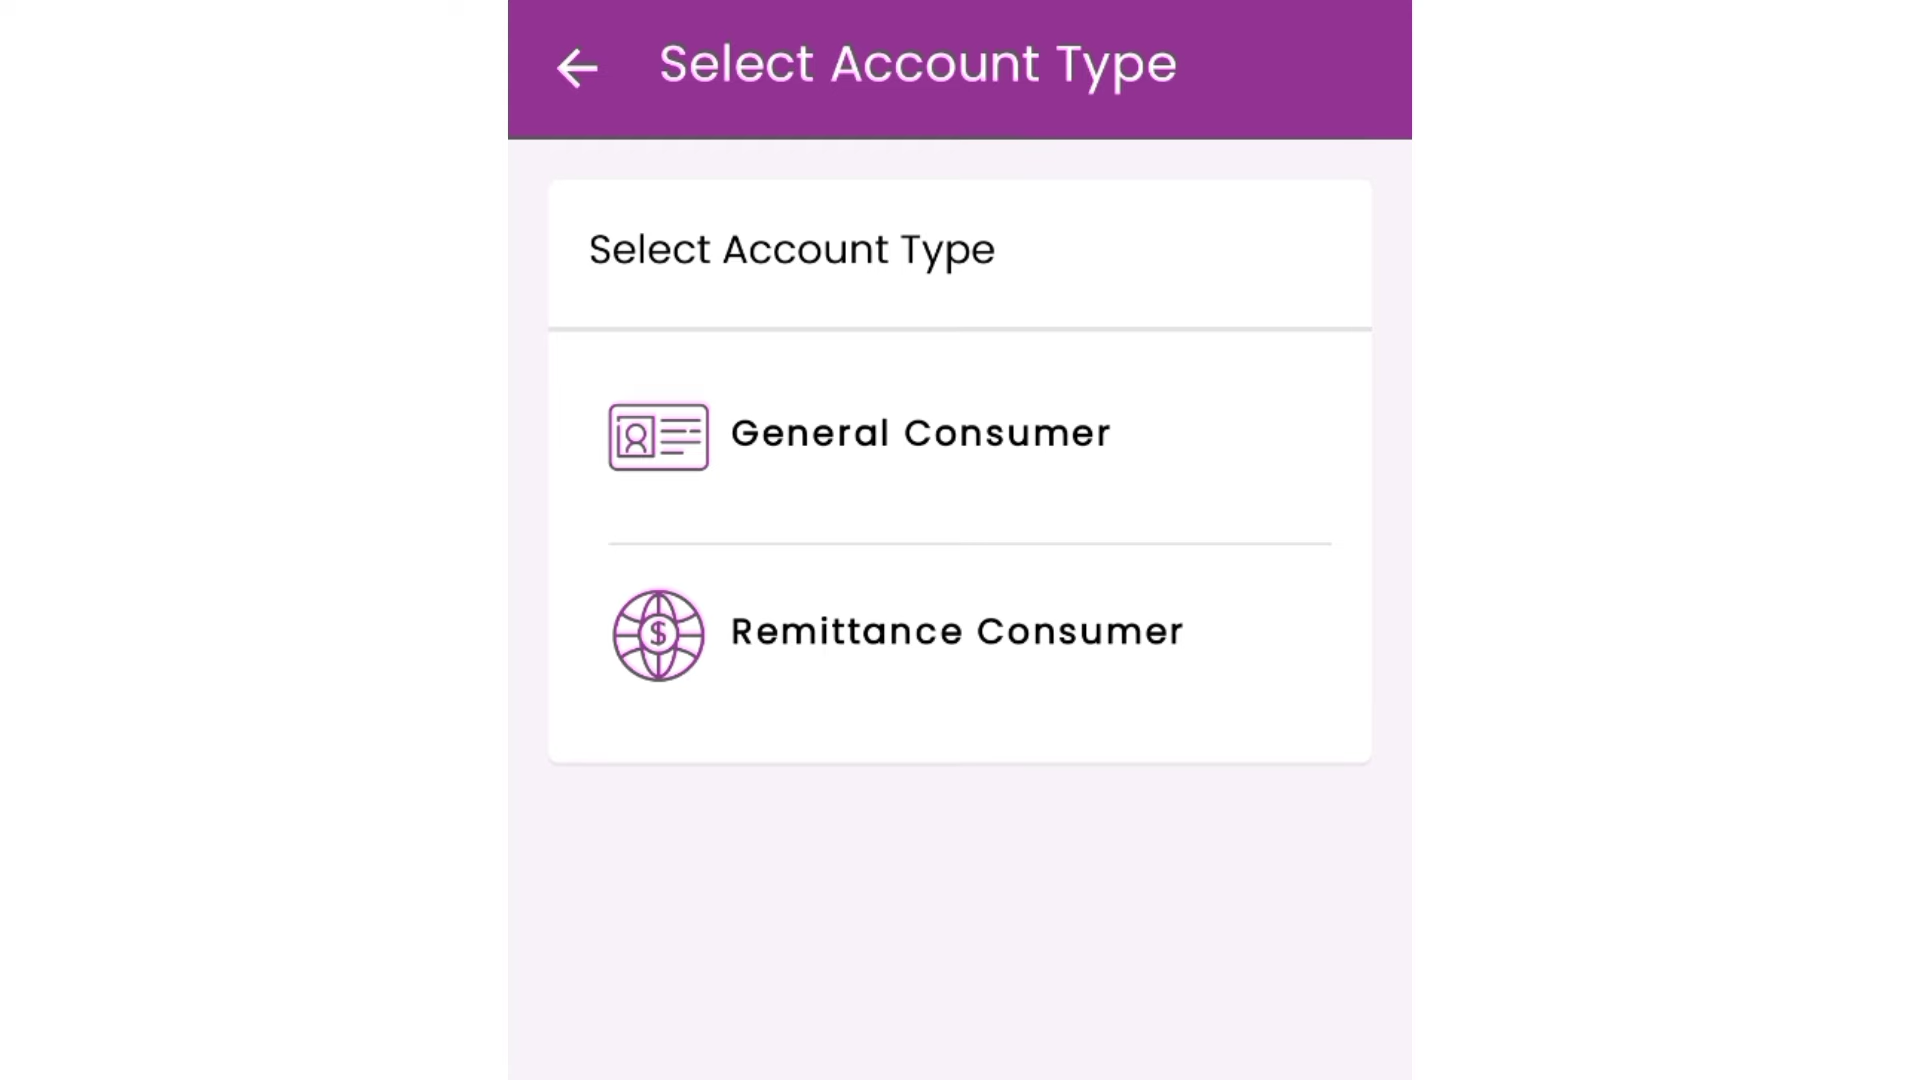 Select Account Type
Select Account Type
General Consumer
$
Remittance Consumer